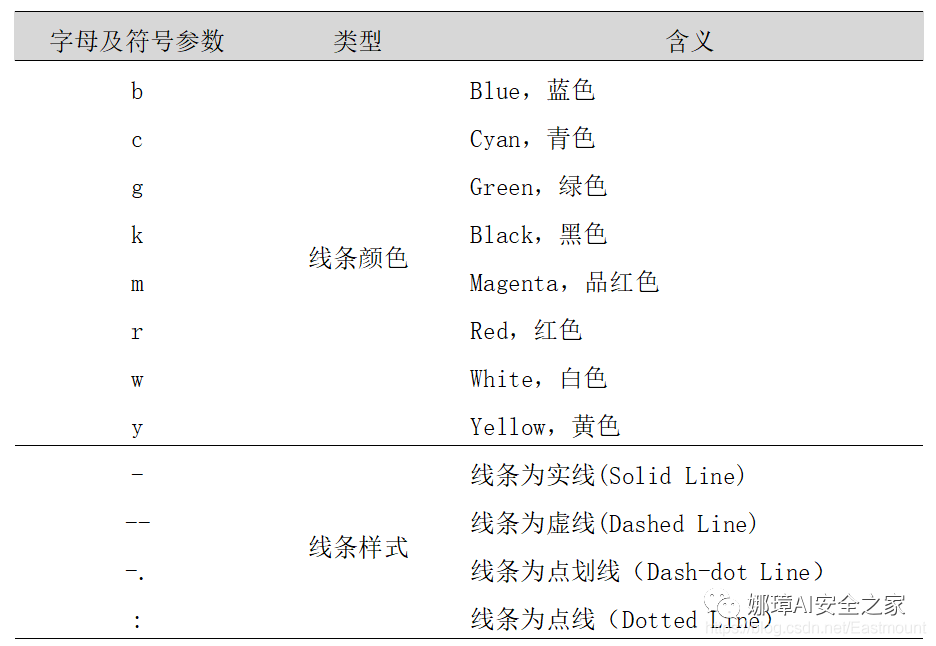 字母及符号参数 类型 含义
b Blue，蓝色
c Cyan，青色
g Green，绿色
k Black，黑色
线条颜色
m Magenta，品红色
r Red，红色
w White，白色
y Yellow，黄色
- 线条为实线(Solid Line)
-- 线条为虚线(Dashed Line)
线条样式
-. 线条为点划线（Dash-dot Line）
: 线条为点线（Dotted Line）
娜璋AI安全之家
https://blog.csdn.net/Eastmount